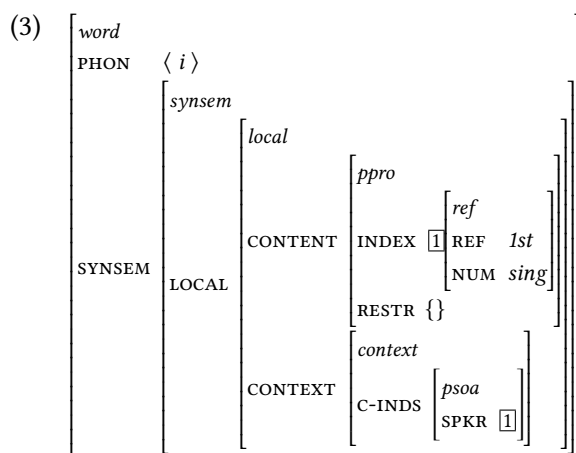 (3)
word
PHON ⟨ i ⟩
synsem
local
ppro
CONTENT INDEX 1 ref
REF 1st
NUM sing
SYNSEM LOCAL RESTR {}
context
CONTEXT C-INDS psoa
SPKR 1